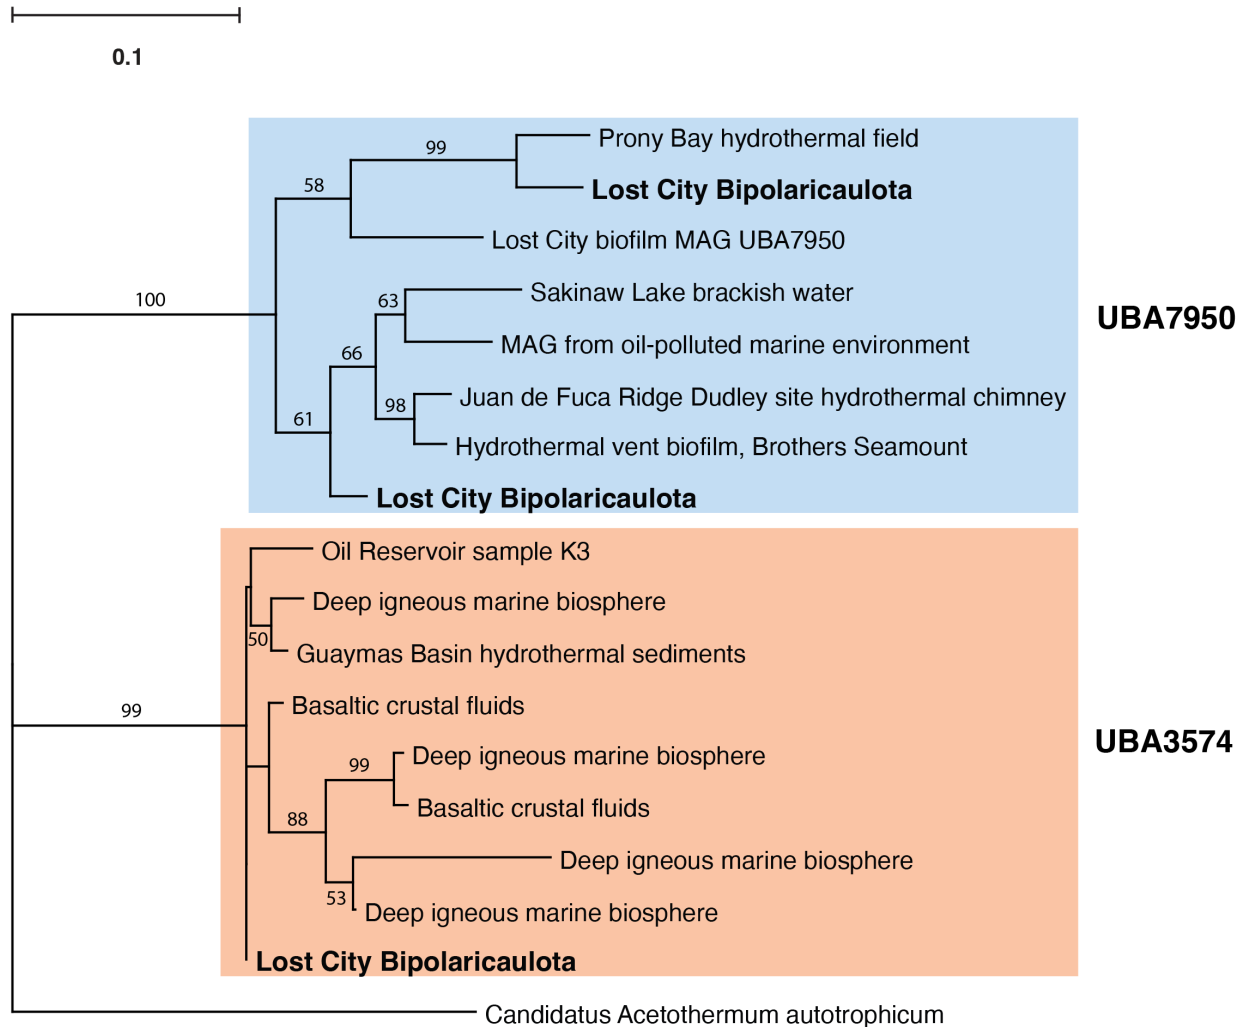 0.1
99
Prony Bay hydrothermal field
58
Lost City Bipolaricaulota
Lost City biofilm MAG UBA7950
100
63
Sakinaw Lake brackish water
UBA7950
66
MAG from oil-polluted marine environment
98
Juan de Fuca Ridge Dudley site hydrothermal chimney
61
Hydrothermal vent biofilm, Brothers Seamount
Lost City Bipolaricaulota
Oil Reservoir sample K3
Deep igneous marine biosphere
50
Guaymas Basin hydrothermal sediments
99
Basaltic crustal fluids
UBA3574
99
Deep igneous marine biosphere
88
Basaltic crustal fluids
Deep igneous marine biosphere
53
Deep igneous marine biosphere
Lost City Bipolaricaulota
Candidatus Acetothermum autotrophicum